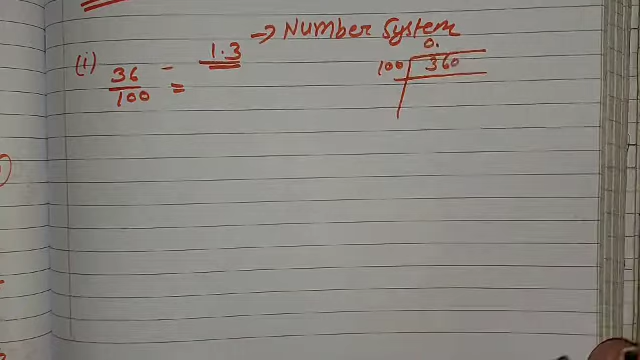 1.3 → Number System
(i) 36/100 =
0.
100 360